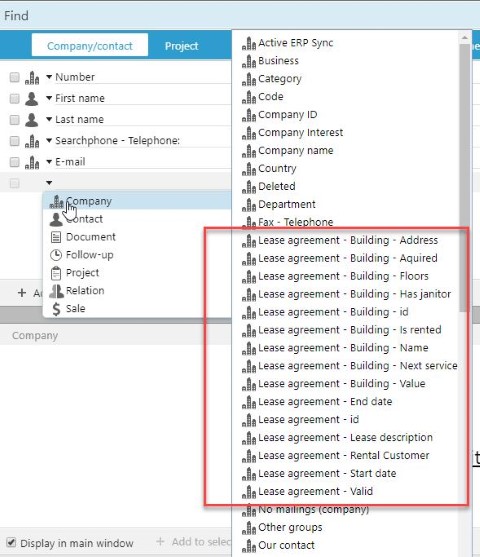 Find
Company/contact
Project
Number
First name
Last name
Searchphone - Telephone:
E-mail
Company
Contact
Document
Follow-up
Project
Relation
Sale
Company
Display in main window
Add to selec
Active ERP Sync
Business
Category
Code
Company ID
Company Interest
Company name
Country
Deleted
Department
Fax - Telephone
Lease agreement - Building - Address
Lease agreement - Building - Aquired
Lease agreement - Building - Floors
Lease agreement - Building - Has janitor
Lease agreement - Building - id
Lease agreement - Building - Is rented
Lease agreement - Building - Name
Lease agreement - Building - Next service
Lease agreement - Building - Value
Lease agreement - End date
Lease agreement - id
Lease agreement - Lease description
Lease agreement - Rental Customer
Lease agreement - Start date
Lease agreement - Valid
No mailings (company)
Other groups
Our contact